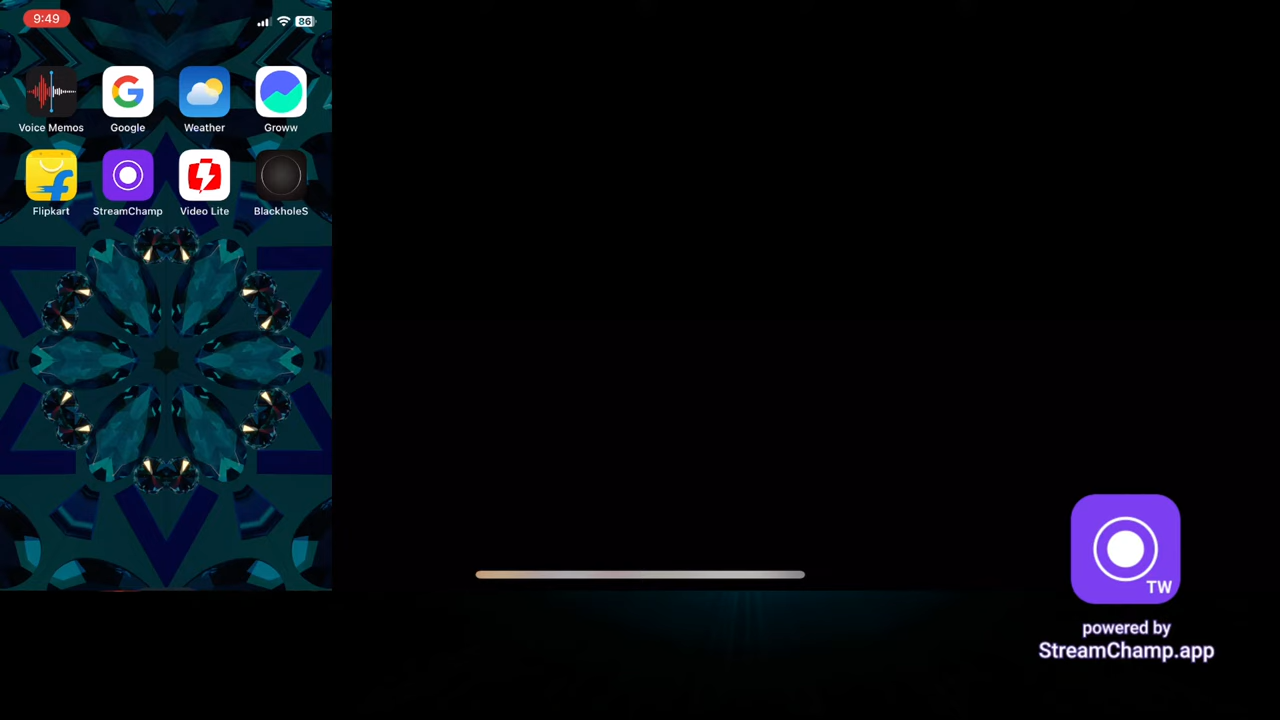 9:49
86
Voice Memos
Google
Weather
Groww
Flipkart
StreamChamp
Video Lite
BlackholeS
TW
powered by
StreamChamp.app